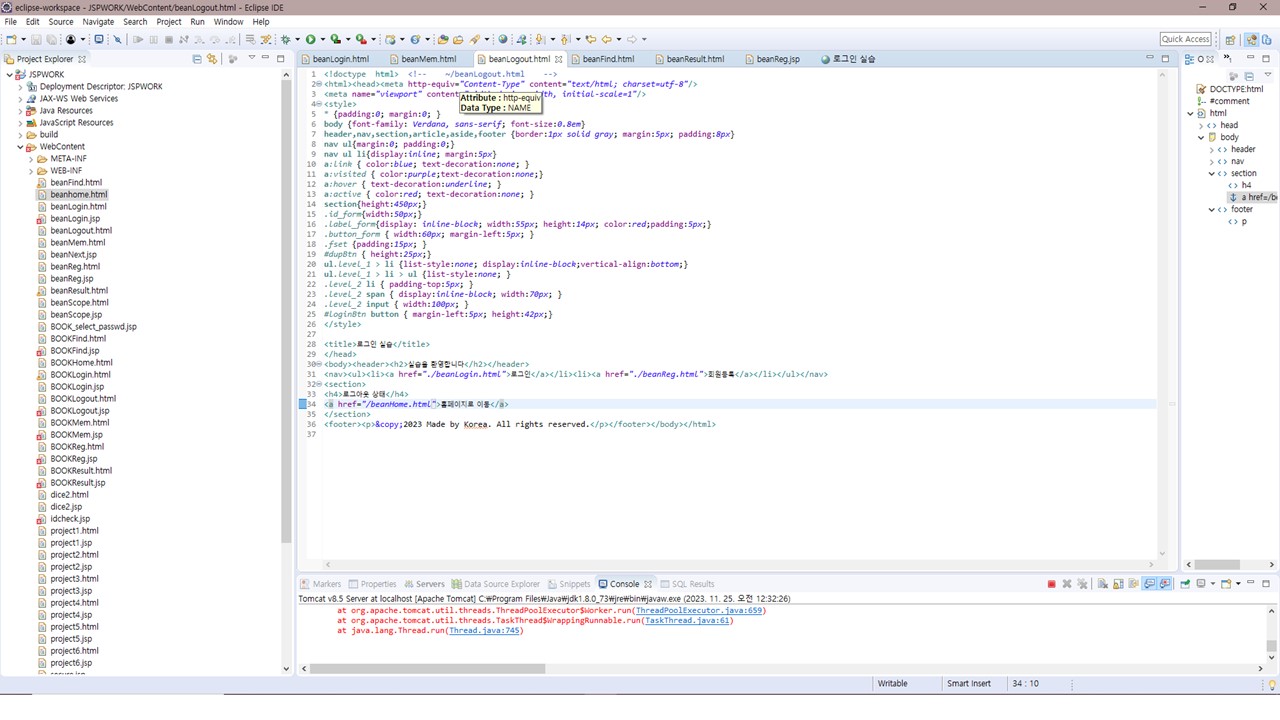 eclipse-workspace - JSPWORK/WebContent/beanLogout.html - Eclipse IDE
File Edit Source Navigate Search Project Run Window Help
Quick Access
Project Explorer
JSPWORK
Deployment Descriptor: JSPWORK
JAX-WS Web Services
Java Resources
JavaScript Resources
build
WebContent
META-INF
WEB-INF
beanFind.html
beanhome.html
beanLogin.html
beanLogin.jsp
beanLogout.html
beanMem.html
beanNext.jsp
beanReg.html
beanReg.jsp
beanResult.html
beanScope.html
beanScope.jsp
BOOK_select_passwd.jsp
BOOKFind.html
BOOKFind.jsp
BOOKHome.html
BOOKLogin.html
BOOKLogin.jsp
BOOKLogout.html
BOOKLogout.jsp
BOOKMem.html
BOOKMem.jsp
BOOKReg.html
BOOKReg.jsp
BOOKResult.html
BOOKResult.jsp
dice2.html
dice2.jsp
idcheck.jsp
project1.html
project1.jsp
project2.html
project2.jsp
project3.html
project3.jsp
project4.html
project4.jsp
project5.html
project5.jsp
project6.html
project6.jsp
beanLogin.html beanMem.html beanLogout.html beanFind.html beanResult.html beanReg.jsp 로그인 실습
1 <!doctype html> <!-- </beanLogout.html -->
2 <html><head><meta http-equiv="Content-Type" content="text/html; charset=utf-8"/>
3 <meta name="viewport" content= th, initial-scale=1"/>
Attribute : http-equiv
Data Type : NAME
4 <style>
5 * {padding:0; margin:0; }
6 body {font-family: Verdana, sans-serif; font-size:0.8em}
7 header,nav,section,article,aside,footer {border:1px solid gray; margin:5px; padding:8px}
8 nav ul{margin:0; padding:0;}
9 nav ul li{display:inline; margin:5px}
10 a:link { color:blue; text-decoration:none; }
11 a:visited { color:purple;text-decoration:none;}
12 a:hover { text-decoration:underline; }
13 a:active { color:red; text-decoration:none; }
14 section{height:450px;}
15 .id_form{width:50px;}
16 .label_form{display: inline-block; width:55px; height:14px; color:red;padding:5px;}
17 .button_form { width:60px; margin-left:5px; }
18 .fset {padding:15px; }
19 #dupBtn { height:25px;}
20 ul.level_1 > li {list-style:none; display:inline-block;vertical-align:bottom;}
21 ul.level_1 > li > ul {list-style:none; }
22 .level_2 li { padding-top:5px; }
23 .level_2 span { display:inline-block; width:70px; }
24 .level_2 input { width:100px; }
25 #loginBtn button { margin-left:5px; height:42px;}
26 </style>
27
28 <title>로그인 실습</title>
29 </head>
30 <body><header><h2>실습을 환영합니다</h2></header>
31 <nav><ul><li><a href="./beanLogin.html">로그인</a></li><li><a href="./beanReg.html">회원등록</a></li></ul></nav>
32 <section>
33 <h4>로그아웃 상태</h4>
34 <a href="/beanHome.html">홈페이지로 이동</a>
35 </section>
36 <footer><p>&copy;2023 Made by Korea. All rights reserved.</p></footer></body></html>
37
DOCTYPE:html
#comment
html
head
body
header
nav
section
h4
a href=/be
footer
p
Markers Properties Servers Data Source Explorer Snippets Console SQL Results
Tomcat v8.5 Server at localhost [Apache Tomcat] C:₩Program Files₩Java₩jdk1.8.0_73₩jre₩bin₩javaw.exe (2023. 11. 25. 오전 12:32:26)
at org.apache.tomcat.util.threads.ThreadPoolExecutor$Worker.run(ThreadPoolExecutor.java:659)
at org.apache.tomcat.util.threads.TaskThread$WrappingRunnable.run(TaskThread.java:61)
at java.lang.Thread.run(Thread.java:745)
Writable Smart Insert 34 : 10